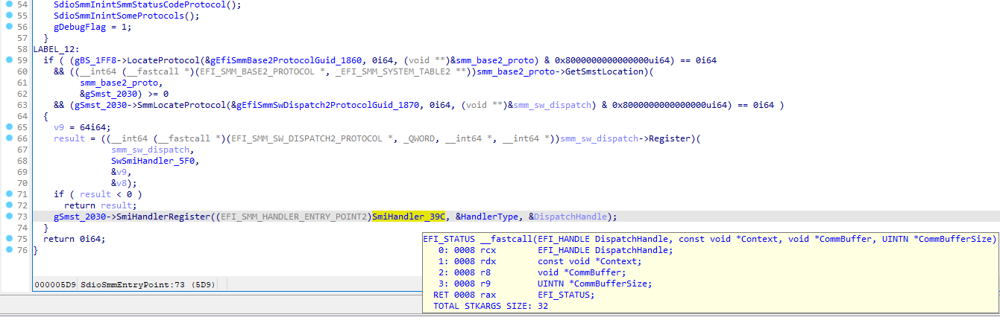 54 SdioSmmInintSmmStatusCodeProtocol();
55 SdioSmmInintSomeProtocols();
56 gDebugFlag = 1;
57 }
58 LABEL_12:
59 if ( (gBS_1FF8->LocateProtocol(&gEfiSmmBase2ProtocolGuid_1860, 0i64, (void **)&smm_base2_proto) & 0x8000000000000000ui64) == 0i64
60 && ((__int64 (__fastcall *)(EFI_SMM_BASE2_PROTOCOL *, _EFI_SMM_SYSTEM_TABLE2 **))smm_base2_proto->GetSmstLocation)(
61 smm_base2_proto,
62 &gSmst_2030) >= 0
63 && (gSmst_2030->SmmLocateProtocol(&gEfiSmmSwDispatch2ProtocolGuid_1870, 0i64, (void **)&smm_sw_dispatch) & 0x8000000000000000ui64) == 0i64 )
64 {
65 v9 = 64i64;
66 result = ((__int64 (__fastcall *)(EFI_SMM_SW_DISPATCH2_PROTOCOL *, _QWORD, __int64 *, __int64 *))smm_sw_dispatch->Register)(
67 smm_sw_dispatch,
68 SwSmiHandler_5F0,
69 &v9,
70 &v8);
71 if ( result < 0 )
72 return result;
73 gSmst_2030->SmiHandlerRegister((EFI_SMM_HANDLER_ENTRY_POINT2)SmiHandler_39C, &HandlerType, &DispatchHandle);
74 }
75 return 0i64;
76 }
EFI_STATUS __fastcall(EFI_HANDLE DispatchHandle, const void *Context, void *CommBuffer, UINTN *CommBufferSize)
0: 0008 rcx EFI_HANDLE DispatchHandle;
1: 0008 rdx const void *Context;
2: 0008 r8 void *CommBuffer;
3: 0008 r9 UINTN *CommBufferSize;
RET 0008 rax EFI_STATUS;
TOTAL STKARGS SIZE: 32
000005D9 SdioSmmEntryPoint:73 (5D9)